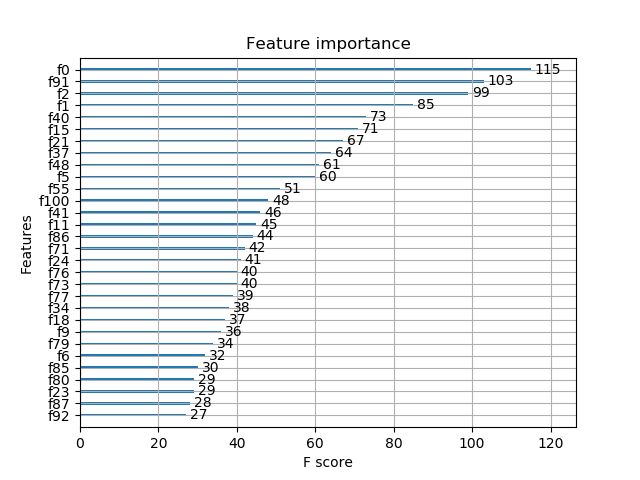 Feature importance
f0 115
f91 103
f2 99
f1 85
f40 73
f15 71
f21 67
f37 64
f48 61
f5 60
f55 51
f100 48
f41 46
f11 45
f86 44
f71 42
f24 41
f76 40
f73 40
f77 39
f34 38
f18 37
f9 36
f79 34
f6 32
f85 30
f80 29
f23 29
f87 28
f92 27
Features
0 20 40 60 80 100 120
F score